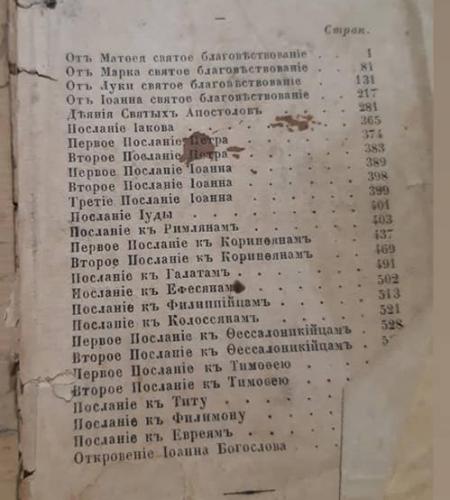 Стран.
Отъ Матѳея святое благовѣствованіе . . 1
Отъ Марка святое благовѣствованіе . . 81
Отъ Луки святое благовѣствованіе . . 131
Отъ Іоанна святое благовѣствованіе . . 217
Дѣянія Святыхъ Апостоловъ . . . 281
Посланіе Іакова . . . 365
Первое Посланіе Петра . . . 374
Второе Посланіе Петра . . . 383
Первое Посланіе Іоанна . . . 389
Второе Посланіе Іоанна . . . 398
Третіе Посланіе Іоанна . . . 399
Посланіе Іуды . . . 401
Посланіе къ Римлянамъ . . . 403
Первое Посланіе къ Коринѳянамъ . . . 437
Второе Посланіе къ Коринѳянамъ . . . 469
Посланіе къ Галатамъ . . . 491
Посланіе къ Ефесянамъ . . . 502
Посланіе къ Филиппійцамъ . . . 513
Посланіе къ Колоссянамъ . . . 521
Первое Посланіе къ Ѳессалоникійцамъ . 528
Второе Посланіе къ Ѳессалоникійцамъ .
Первое Посланіе къ Тимоѳею . . .
Второе Посланіе къ Тимоѳею . . .
Посланіе къ Титу . . .
Посланіе къ Филимону . . .
Посланіе къ Евреямъ . . .
Откровеніе Іоанна Богослова . . .